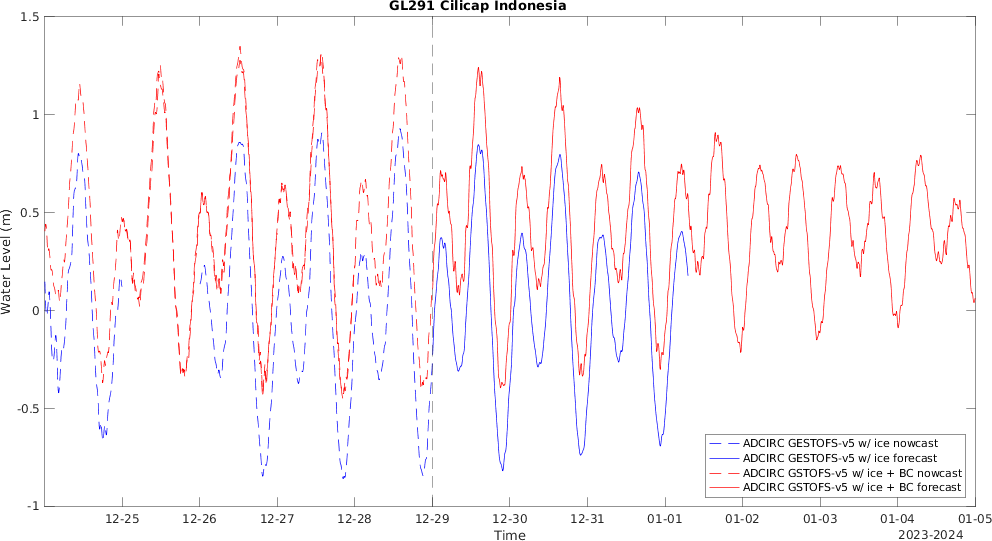 GL291 Cilicap Indonesia
1.5
1
0.5
0
-0.5
-1
Water Level (m)
12-25 12-26 12-27 12-28 12-29 12-30 12-31 01-01 01-02 01-03 01-04 01-05
Time
2023-2024
ADCIRC GESTOFS-v5 w/ ice nowcast
ADCIRC GESTOFS-v5 w/ ice forecast
ADCIRC GSTOFS-v5 w/ ice + BC nowcast
ADCIRC GSTOFS-v5 w/ ice + BC forecast